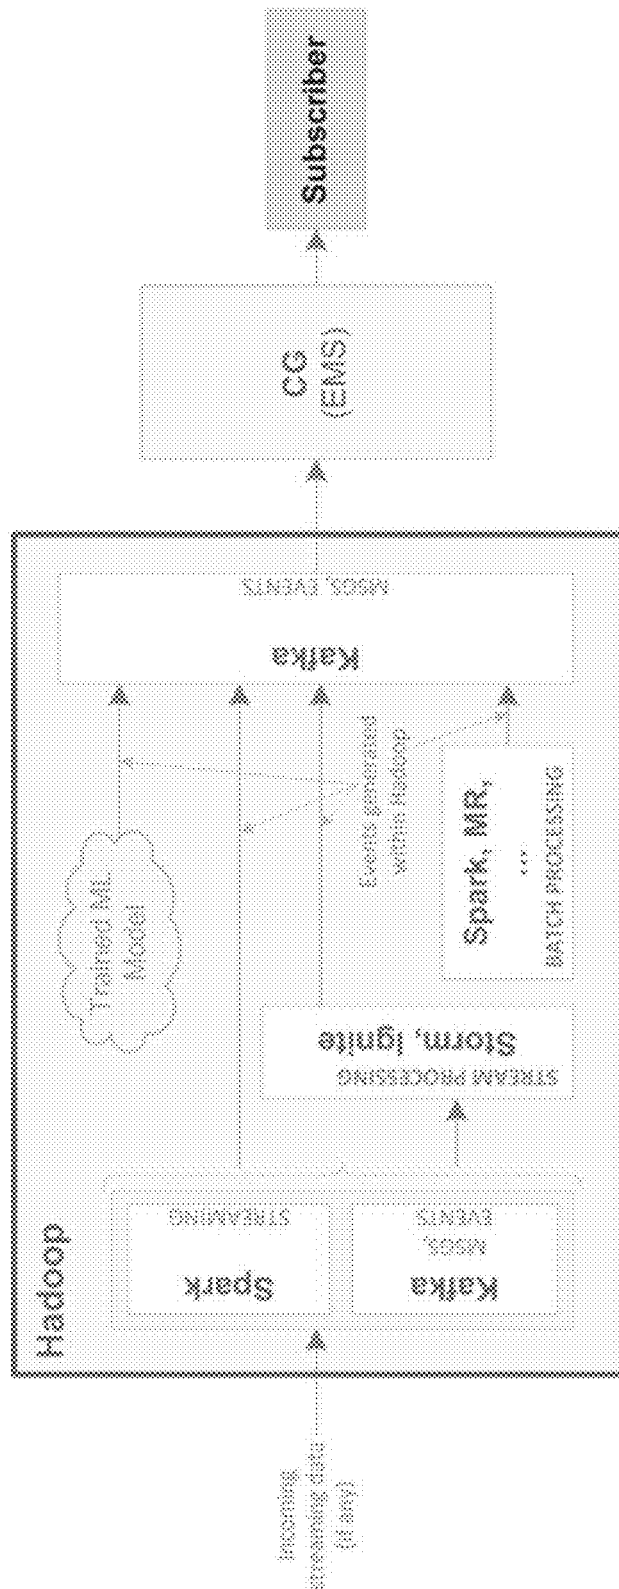 Incoming
streaming data
(if any)
Hadoop
Spark
STREAMING
Kafka
MSGS,
EVENTS
STREAM PROCESSING
Storm, Ignite
Trained ML
Model
Spark, MR,
...
BATCH PROCESSING
Events generated
within Hadoop
Kafka
MSGS, EVENTS
CG
(EMS)
Subscriber